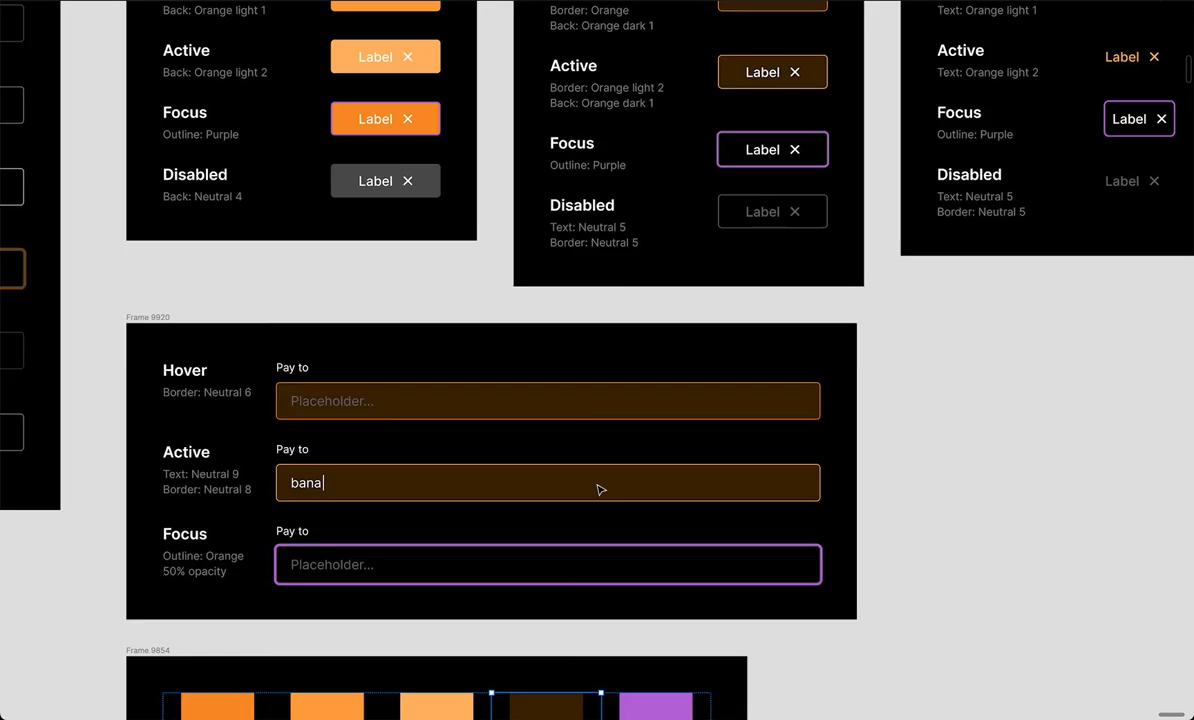 Back: Orange light 1
Active
Back: Orange light 2
Label ✕
Focus
Outline: Purple
Label ✕
Disabled
Back: Neutral 4
Label ✕
Border: Orange
Back: Orange dark 1
Active
Border: Orange light 2
Back: Orange dark 1
Label ✕
Focus
Outline: Purple
Label ✕
Disabled
Text: Neutral 5
Border: Neutral 5
Label ✕
Text: Orange light 1
Active
Text: Orange light 2
Label ✕
Focus
Outline: Purple
Label ✕
Disabled
Text: Neutral 5
Border: Neutral 5
Label ✕
Frame 9920
Hover
Border: Neutral 6
Pay to
Placeholder...
Active
Text: Neutral 9
Border: Neutral 8
Pay to
bana
Focus
Outline: Orange
50% opacity
Pay to
Placeholder...
Frame 9854